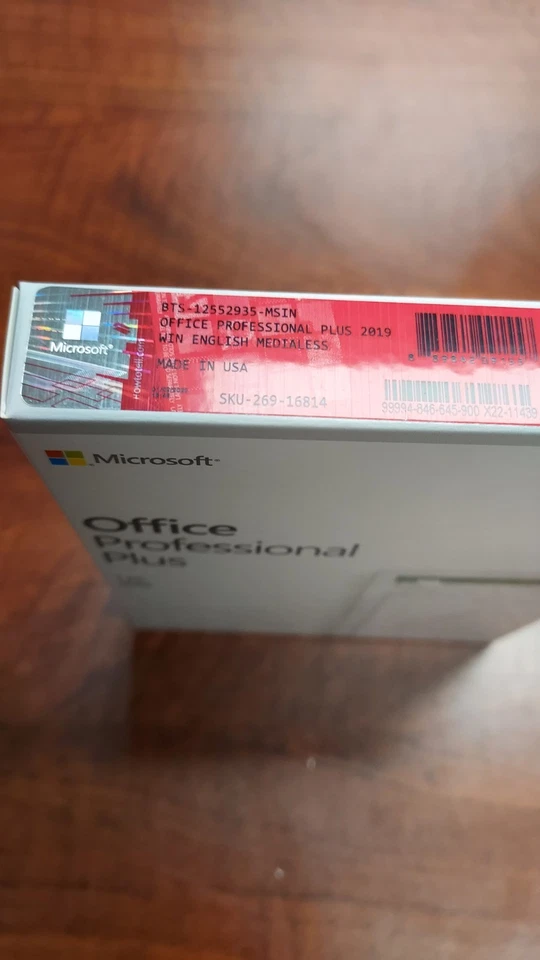 BTS-12552935-MSIN
OFFICE PROFESSIONAL PLUS 2019
WIN ENGLISH MEDIALESS
MADE IN USA
SKU-269-16814
99994-846-645-900 X22-11439
Microsoft®
Microsoft
Office
Professional
Plus